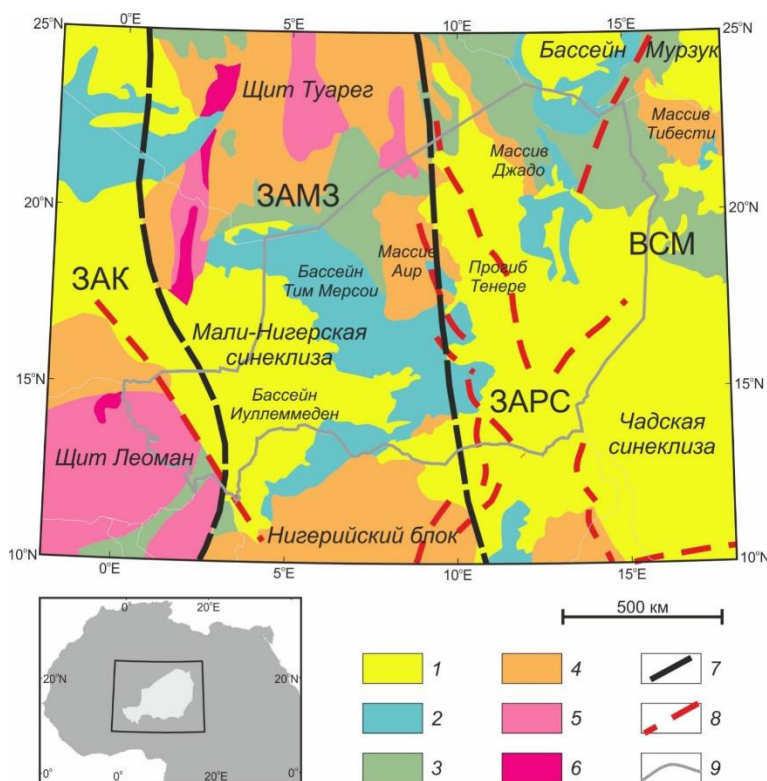 0°E 5°E 10°E 15°E
25°N 25°N
Бассейн Мурзук
Щит Туарег
Массив
Тибести
Массив
Джадо
20°N 20°N
ЗАМЗ
ВСМ
ЗАК
Массив
Аир
Прогиб
Тенере
Бассейн
Тим Мерсои
Мали-Нигерская
синеклиза
15°N 15°N
Бассейн
Иуллеммеден
ЗАРС
Чадская
синеклиза
Щит Леоман
Нигерийский блок
10°N 10°N
0°E 5°E 10°E 15°E
500 км
0° 20°E
20°N 20°N
0° 0°
0° 20°E
1 4 7
2 5 8
3 6 9